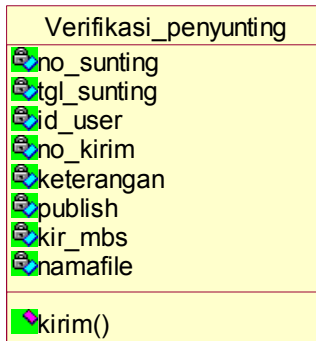 Verifikasi_penyunting
no_sunting
tgl_sunting
id_user
no_kirim
keterangan
publish
kir_mbs
namafile
kirim()